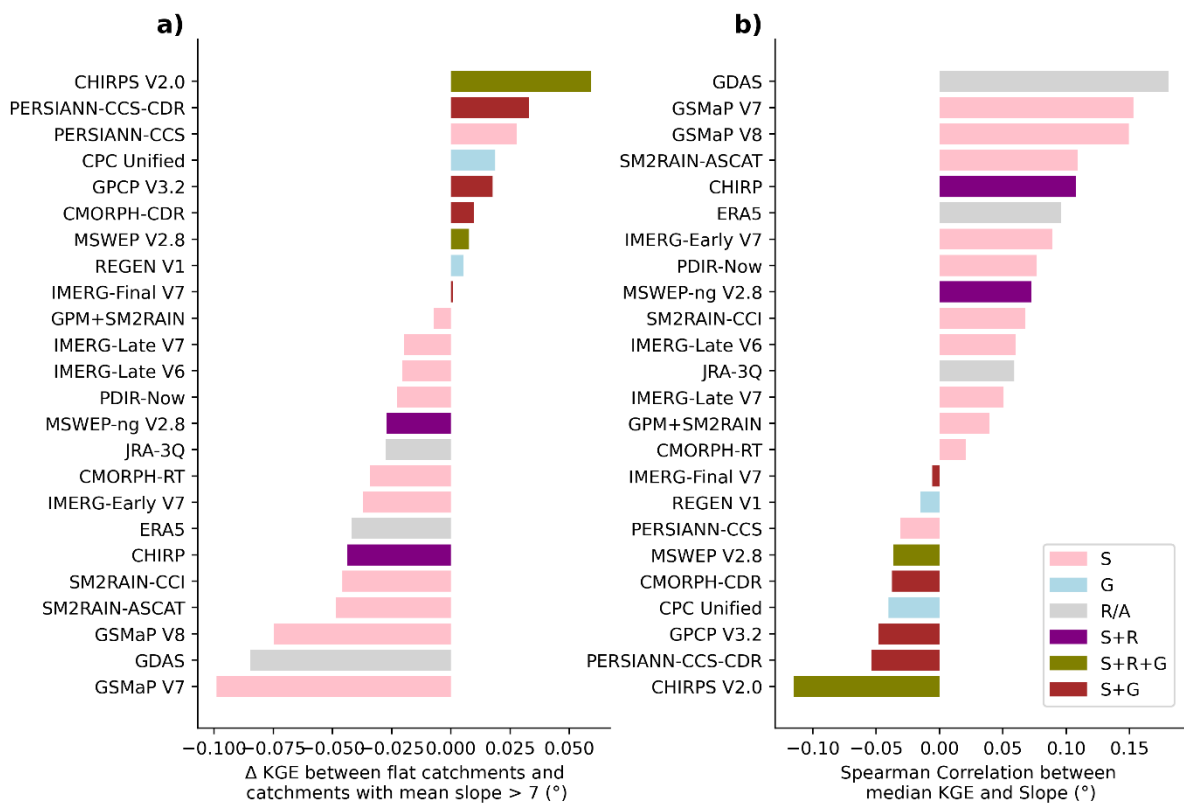 a)
CHIRPS V2.0
PERSIANN-CCS-CDR
PERSIANN-CCS
CPC Unified
GPCP V3.2
CMORPH-CDR
MSWEP V2.8
REGEN V1
IMERG-Final V7
GPM+SM2RAIN
IMERG-Late V7
IMERG-Late V6
PDIR-Now
MSWEP-ng V2.8
JRA-3Q
CMORPH-RT
IMERG-Early V7
ERA5
CHIRP
SM2RAIN-CCI
SM2RAIN-ASCAT
GSMaP V8
GDAS
GSMaP V7
−0.100 −0.075 −0.050 −0.025 0.000 0.025 0.050
Δ KGE between flat catchments and
catchments with mean slope > 7 (°)
b)
GDAS
GSMaP V7
GSMaP V8
SM2RAIN-ASCAT
CHIRP
ERA5
IMERG-Early V7
PDIR-Now
MSWEP-ng V2.8
SM2RAIN-CCI
IMERG-Late V6
JRA-3Q
IMERG-Late V7
GPM+SM2RAIN
CMORPH-RT
IMERG-Final V7
REGEN V1
PERSIANN-CCS
MSWEP V2.8
CMORPH-CDR
CPC Unified
GPCP V3.2
PERSIANN-CCS-CDR
CHIRPS V2.0
−0.10 −0.05 0.00 0.05 0.10 0.15
Spearman Correlation between
median KGE and Slope (°)
S
G
R/A
S+R
S+R+G
S+G